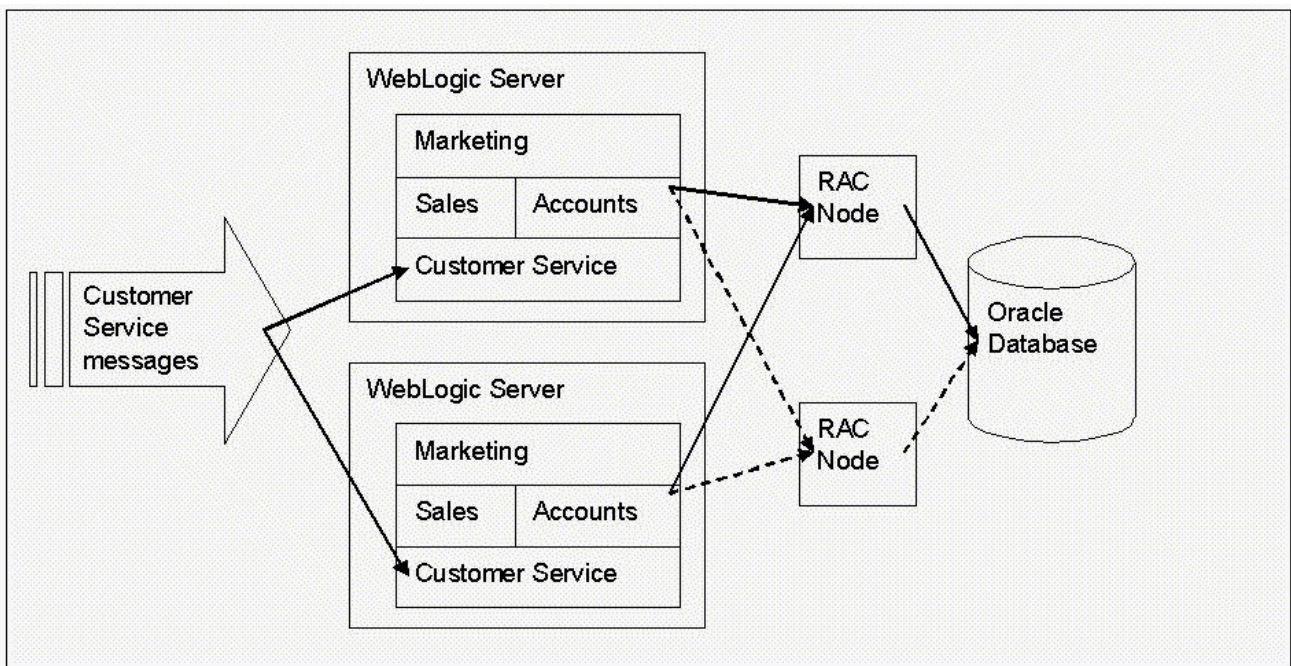 Customer
Service
messages
WebLogic Server
Marketing
Sales
Accounts
Customer Service
WebLogic Server
Marketing
Sales
Accounts
Customer Service
RAC
Node
RAC
Node
Oracle
Database